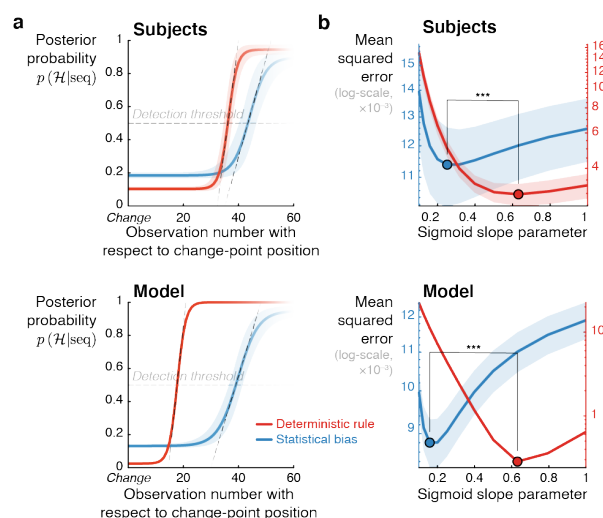 a
Subjects
Posterior
probability
p (H|seq)
1
0.8
0.6
0.4
0.2
0
Detection threshold
Change
20
40
60
Observation number with
respect to change-point position
b
Subjects
Mean
squared
error
(log-scale,
×10⁻³)
15
14
13
12
11
***
16
10
4
0.2
0.4
0.6
0.8
1
Sigmoid slope parameter
Model
Posterior
probability
p (H|seq)
1
0.8
0.6
0.4
0.2
0
Detection threshold
Deterministic rule
Statistical bias
Change
20
40
60
Observation number with
respect to change-point position
Model
Mean
squared
error
(log-scale,
×10⁻³)
12
11
10
9
***
10
1
0.2
0.4
0.6
0.8
1
Sigmoid slope parameter